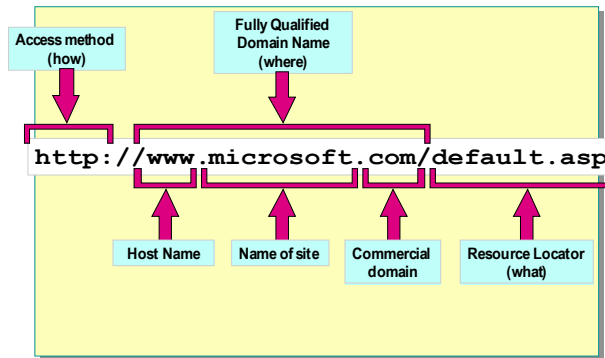 Access method
(how)
Fully Qualified
Domain Name
(where)
http://www.microsoft.com/default.asp
Host Name
Name of site
Commercial
domain
Resource Locator
(what)